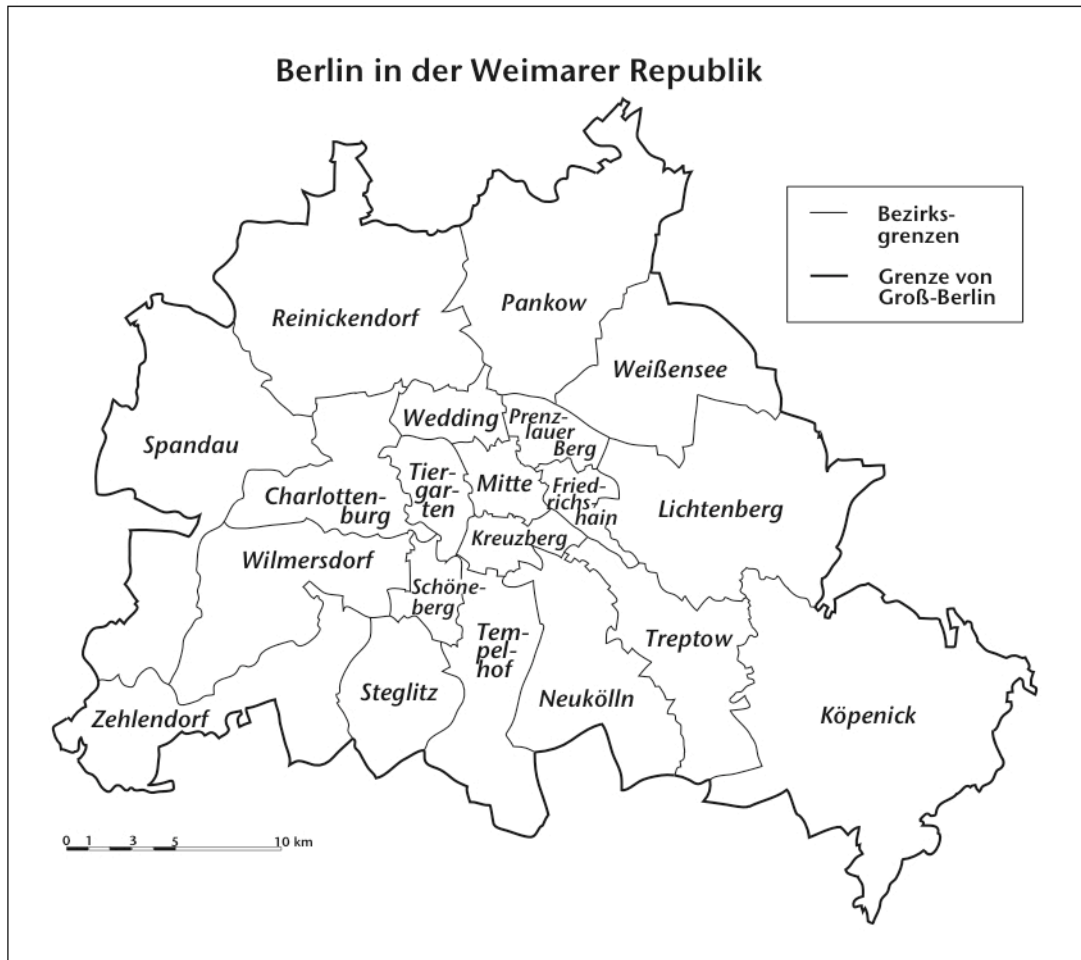 Berlin in der Weimarer Republik
Bezirks-
grenzen
Grenze von
Groß-Berlin
Reinickendorf
Pankow
Weißensee
Spandau
Wedding
Prenz-
lauer
Berg
Charlotten-
burg
Tier-
gar-
ten
Mitte
Fried-
richs-
hain
Lichtenberg
Kreuzberg
Wilmersdorf
Schöne-
berg
Tem-
pel-
hof
Treptow
Zehlendorf
Steglitz
Neukölln
Köpenick
0 1 3 5 10 km